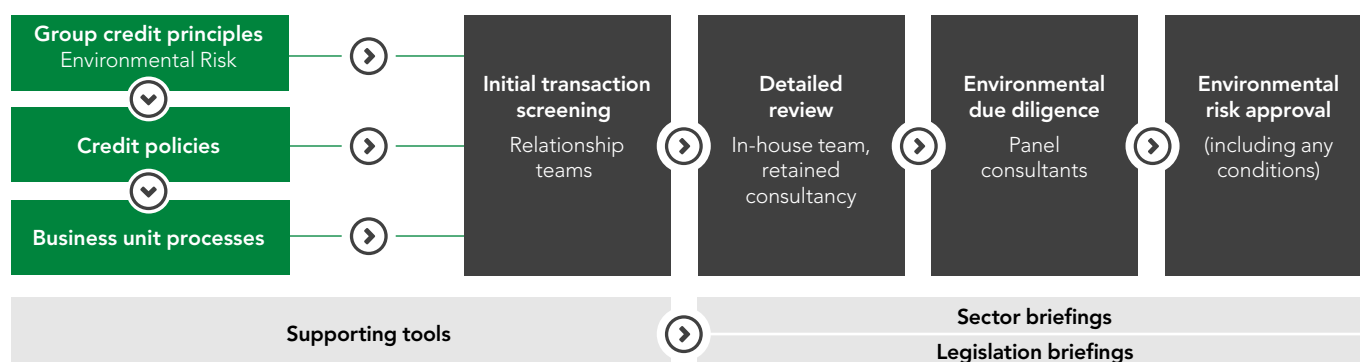 Group credit principles
Environmental Risk
Credit policies
Business unit processes
Initial transaction
screening
Relationship
teams
Detailed
review
In-house team,
retained
consultancy
Environmental
due diligence
Panel
consultants
Environmental
risk approval
(including any
conditions)
Supporting tools
Sector briefings
Legislation briefings